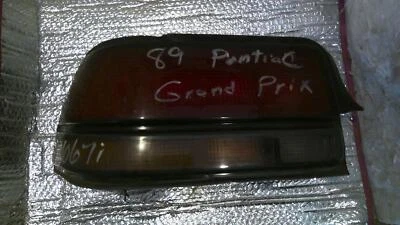 89 Pontiac
Grand Prix